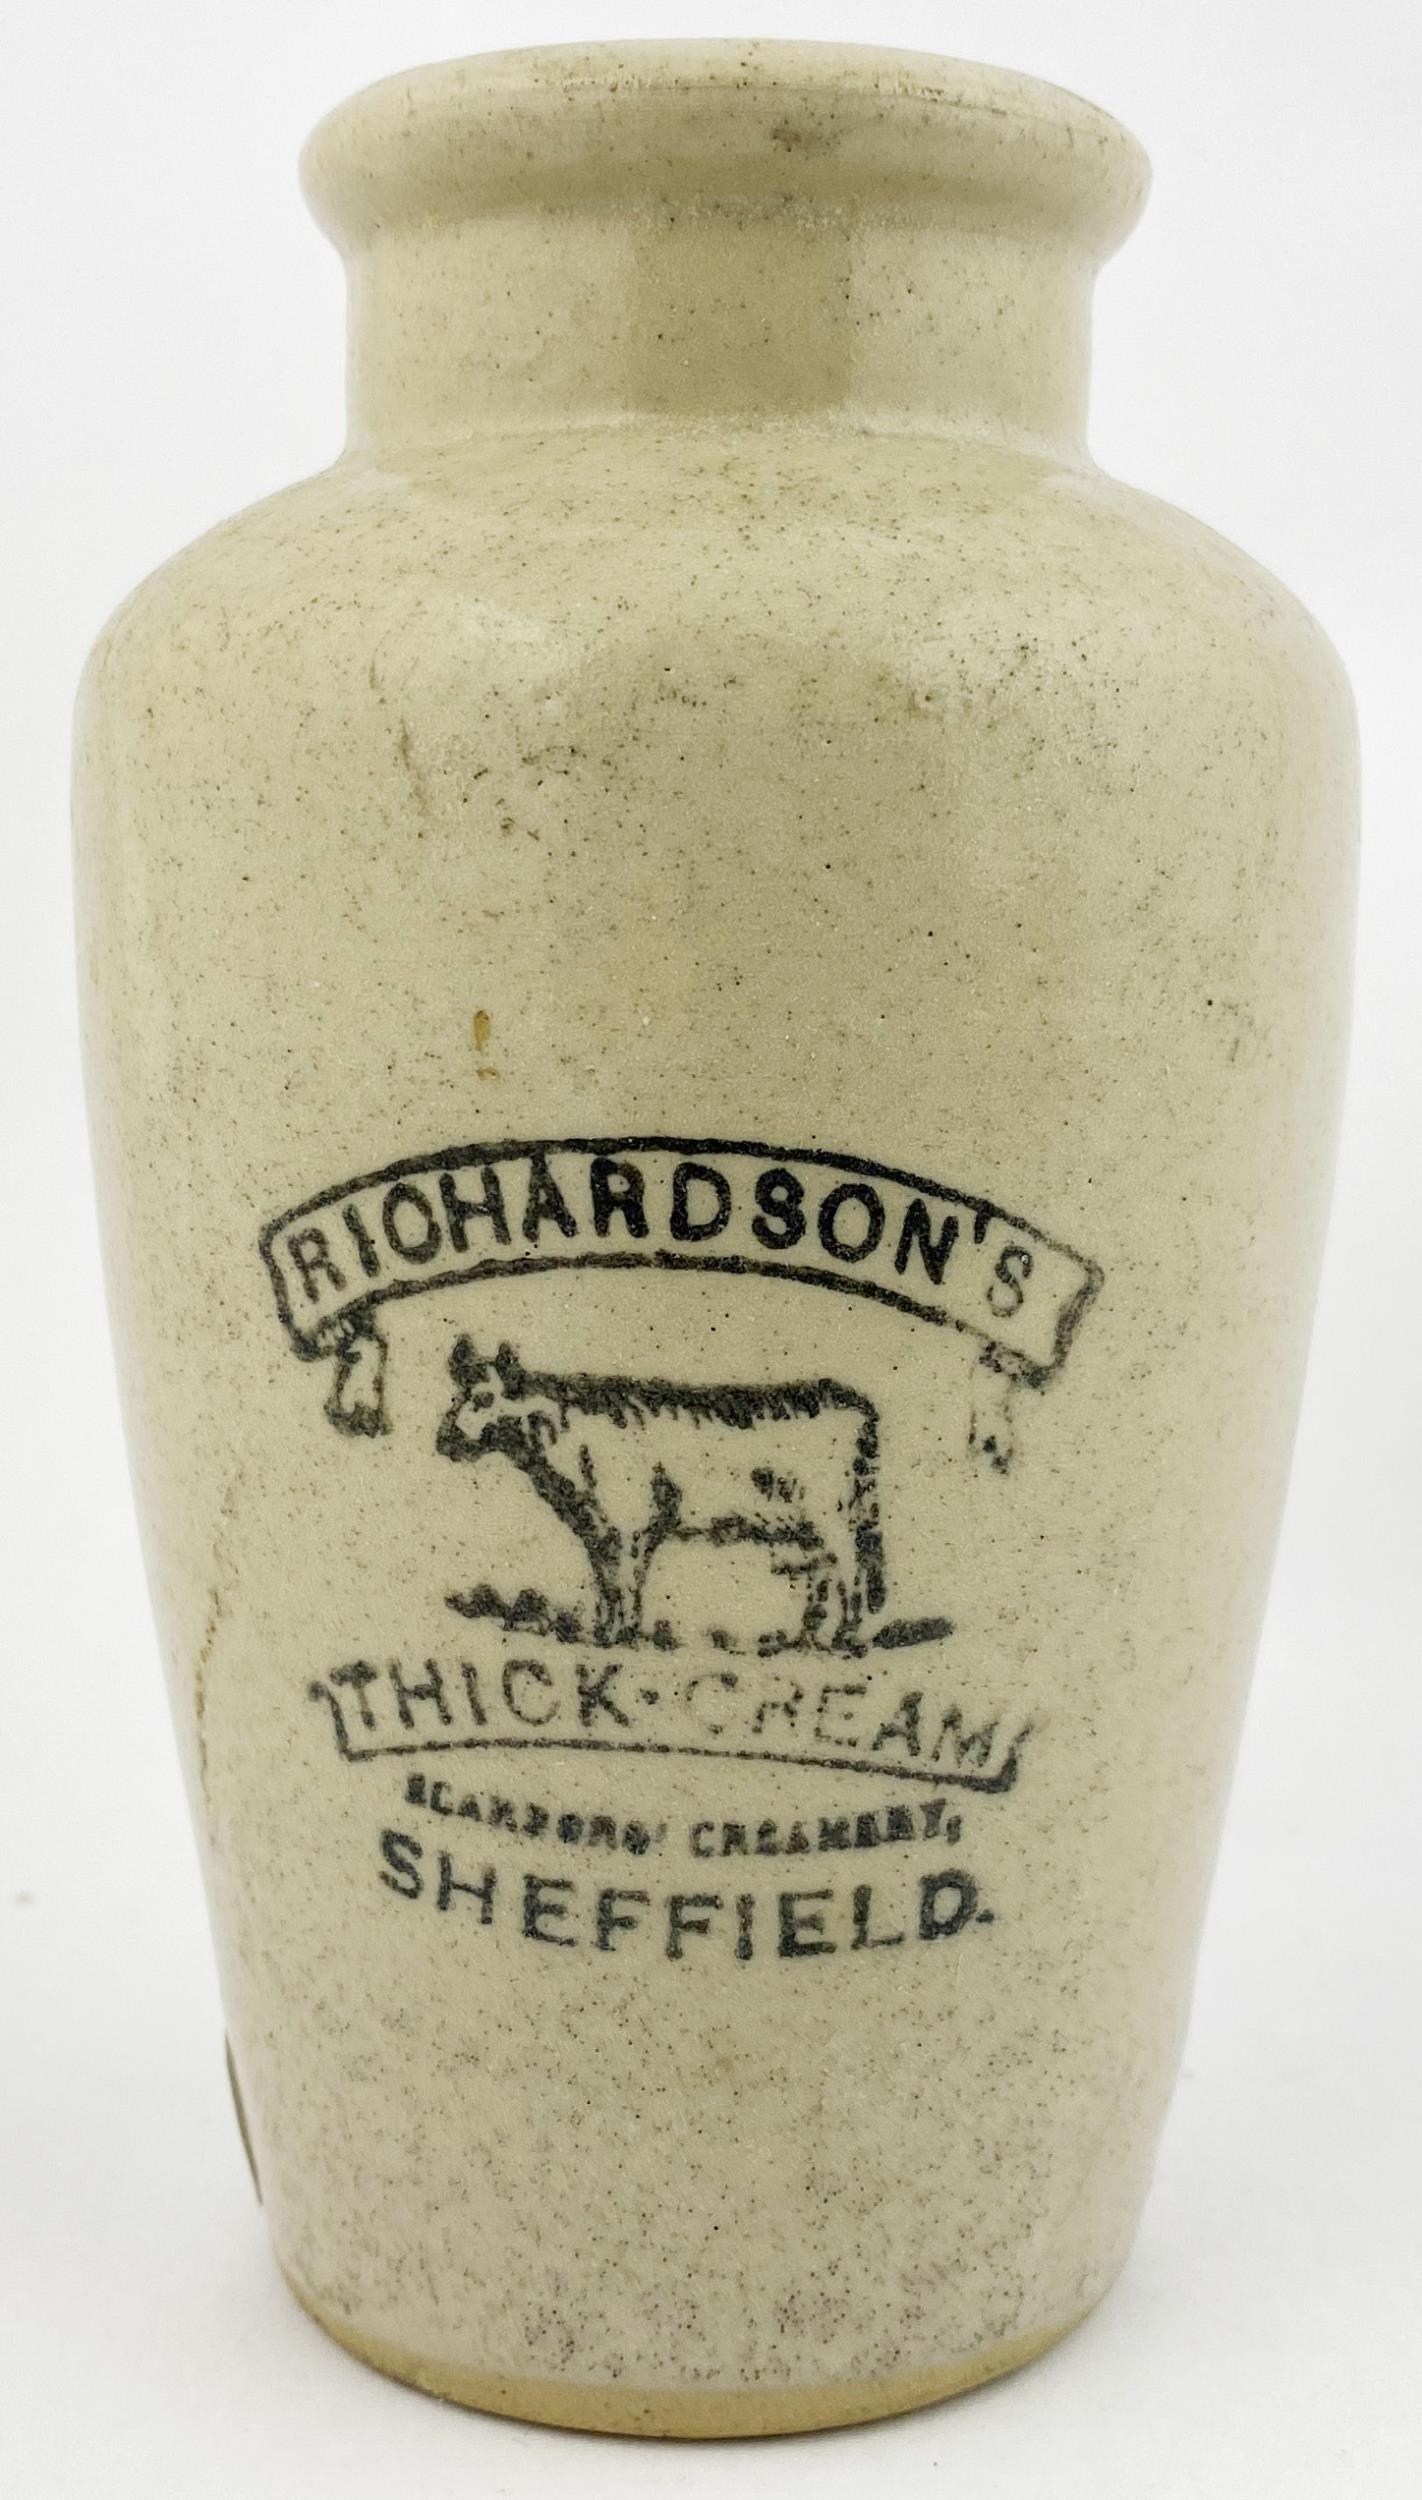 RICHARDSON'S
THICK-CREAM
SCARBORO' CREAMERY,
SHEFFIELD.